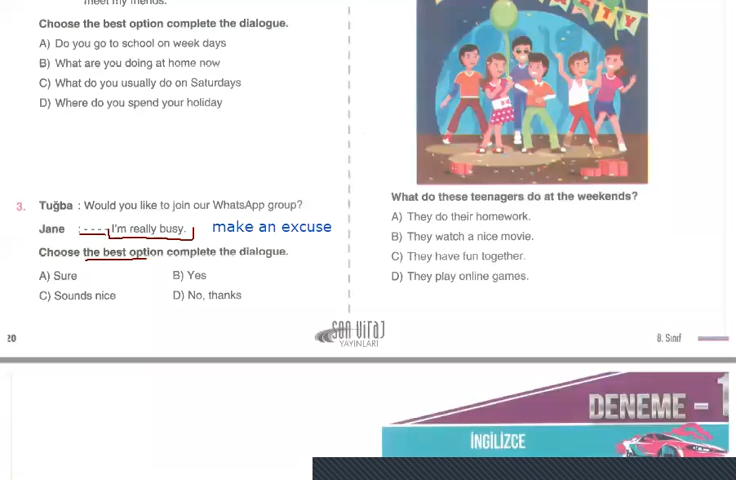 meet my friends.
Choose the best option complete the dialogue.
A) Do you go to school on week days
B) What are you doing at home now
C) What do you usually do on Saturdays
D) Where do you spend your holiday
3. Tuğba : Would you like to join our WhatsApp group?
Jane : - - - - I'm really busy. make an excuse
Choose the best option complete the dialogue.
A) Sure B) Yes
C) Sounds nice D) No, thanks
20
PARTY
What do these teenagers do at the weekends?
A) They do their homework.
B) They watch a nice movie.
C) They have fun together.
D) They play online games.
son viraj
YAYINLARI
8. Sınıf
DENEME - 1
İNGİLİZCE